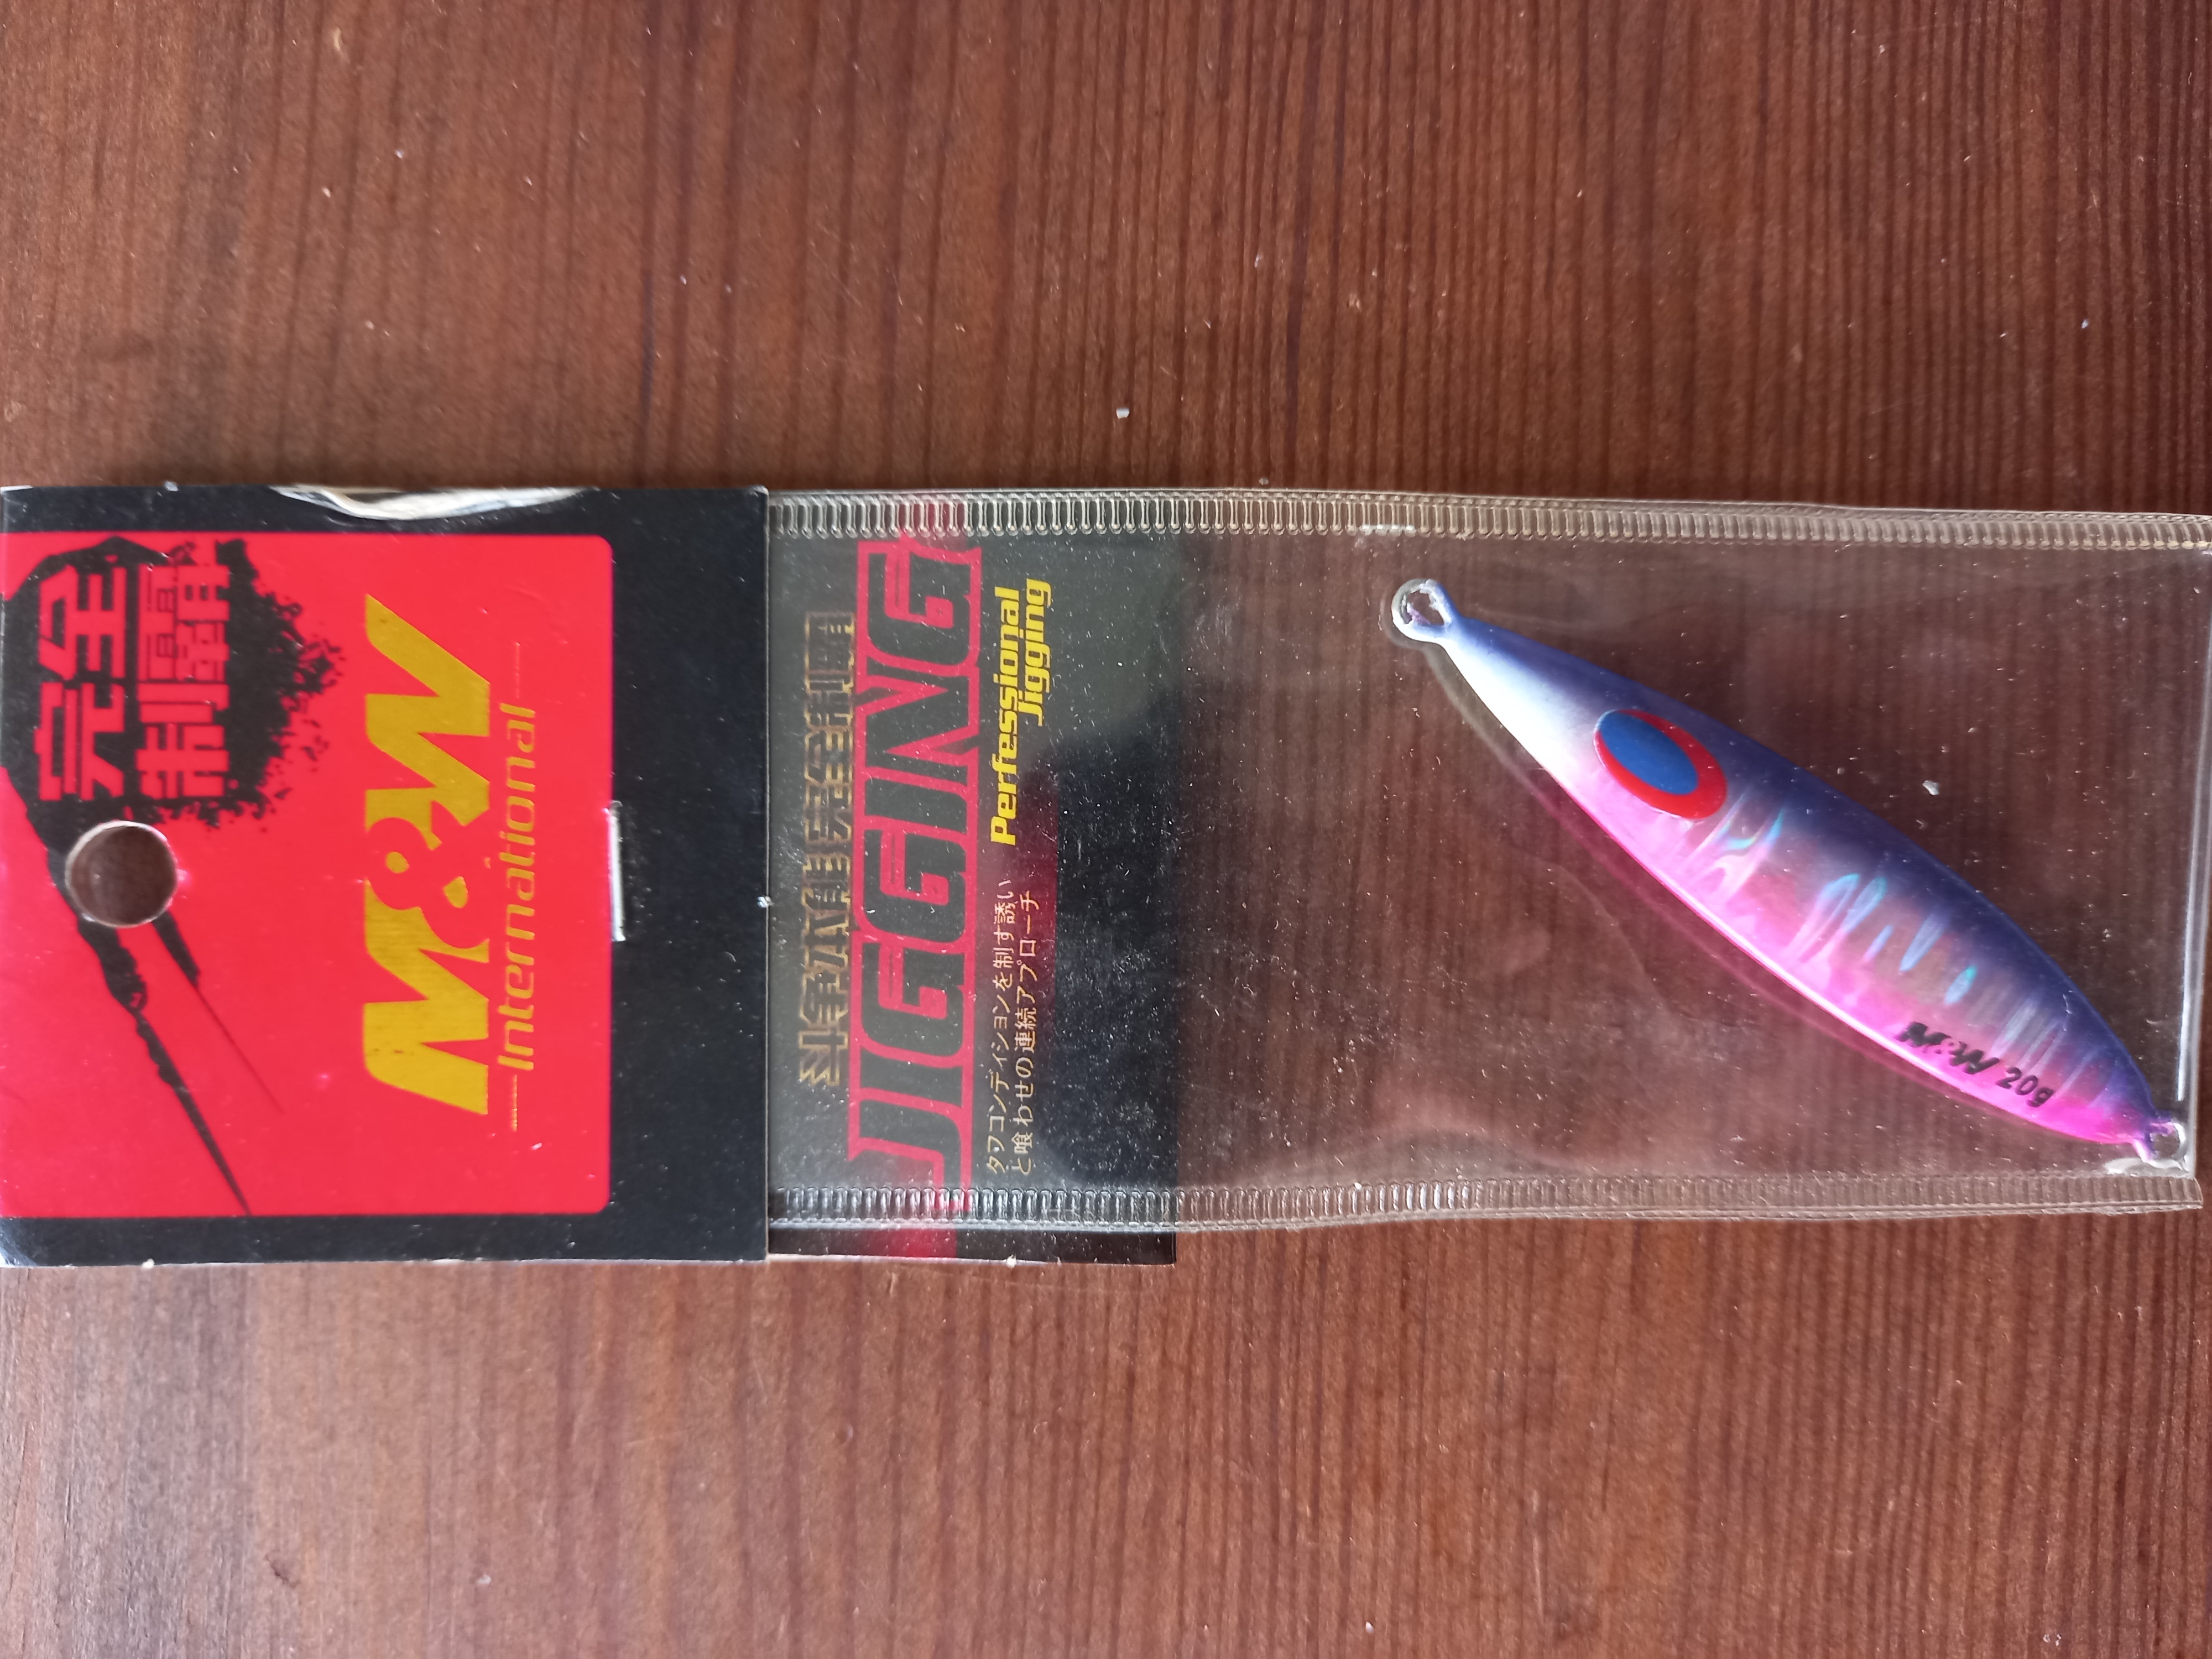 完全
制覇
M&W
International
JIGGING
Perfessional
Jigging
タワコンディションを制す誘い
と喰わせの連続アプローチ
M&W 20g